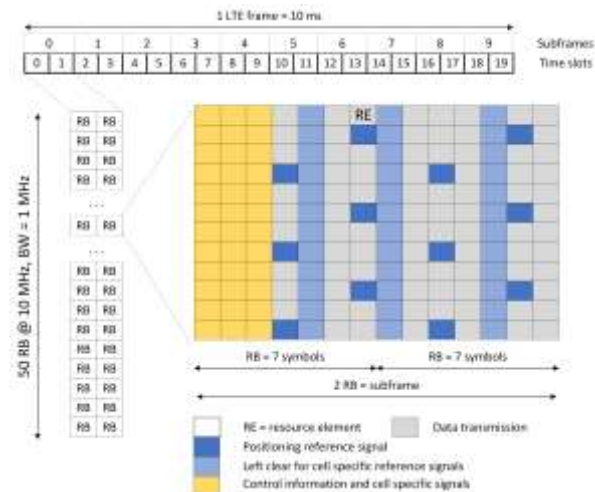 1 LTE frame = 10 ms
0 1 2 3 4 5 6 7 8 9 Subframes
0 1 2 3 4 5 6 7 8 9 10 11 12 13 14 15 16 17 18 19 Time slots
RB RB
RB RB
RB RB
RB RB
...
RB RB
...
RB RB
RB RB
RB RB
RB RB
RB RB
RB RB
RB RB
RB RB
RB RB
50 RB @ 10 MHz, BW = 1 MHz
RE
RB = 7 symbols RB = 7 symbols
2 RB = subframe
RE = resource element Data transmission
Positioning reference signal
Left clear for cell specific reference signals
Control information and cell specific signals